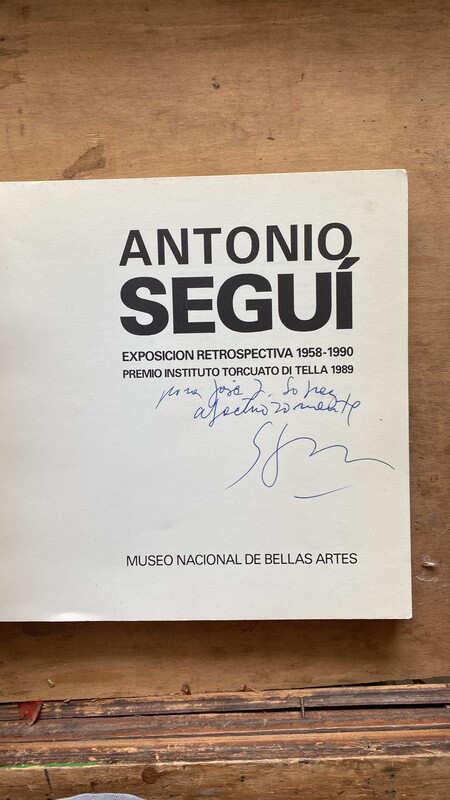 ANTONIO
SEGUÍ
EXPOSICION RETROSPECTIVA 1958-1990
PREMIO INSTITUTO TORCUATO DI TELLA 1989
para José
afectuosamente
MUSEO NACIONAL DE BELLAS ARTES